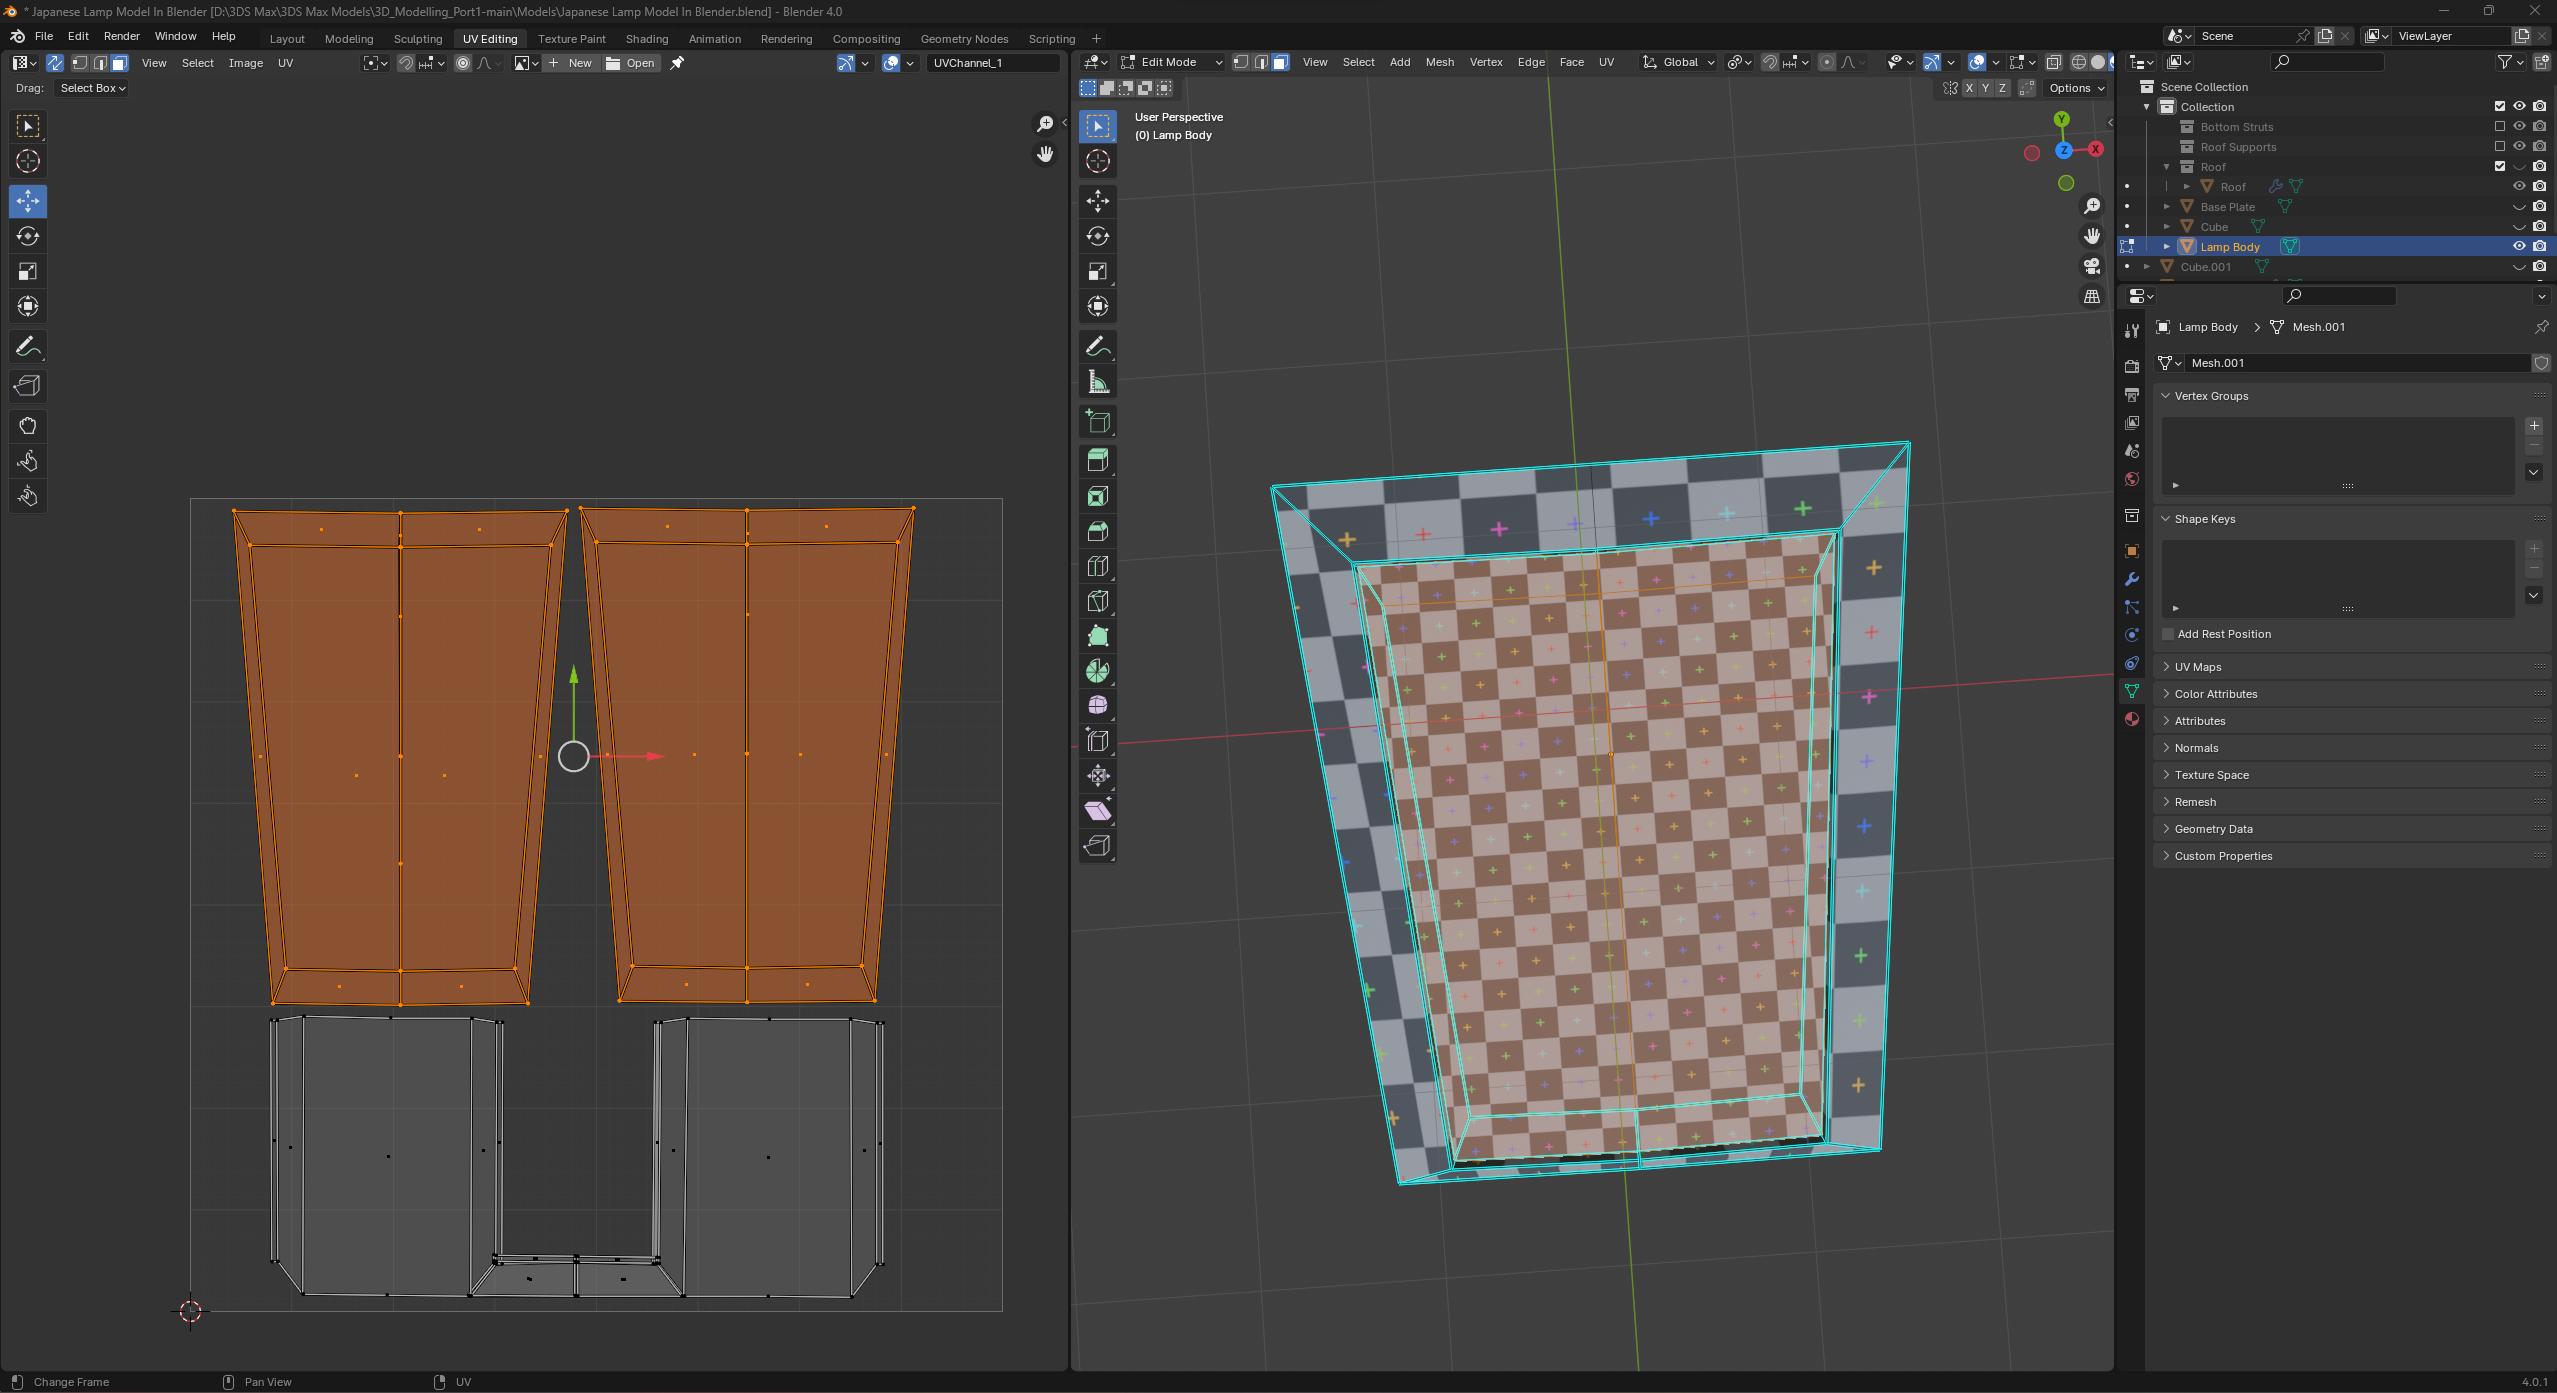 * Japanese Lamp Model In Blender [D:\3DS Max\3DS Max Models\3D_Modelling_Port1-main\Models\Japanese Lamp Model In Blender.blend] - Blender 4.0
File Edit Render Window Help
Layout Modeling Sculpting UV Editing Texture Paint Shading Animation Rendering Compositing Geometry Nodes Scripting +
Scene
ViewLayer
View Select Image UV
New
Open
UVChannel_1
Edit Mode
View Select Add Mesh Vertex Edge Face UV
Global
Drag: Select Box
X Y Z
Options
User Perspective
(0) Lamp Body
Y
Z
X
Scene Collection
Collection
Bottom Struts
Roof Supports
Roof
Roof
Base Plate
Cube
Lamp Body
Cube.001
Lamp Body > Mesh.001
Mesh.001
Vertex Groups
Shape Keys
Add Rest Position
UV Maps
Color Attributes
Attributes
Normals
Texture Space
Remesh
Geometry Data
Custom Properties
Change Frame
Pan View
UV
4.0.1